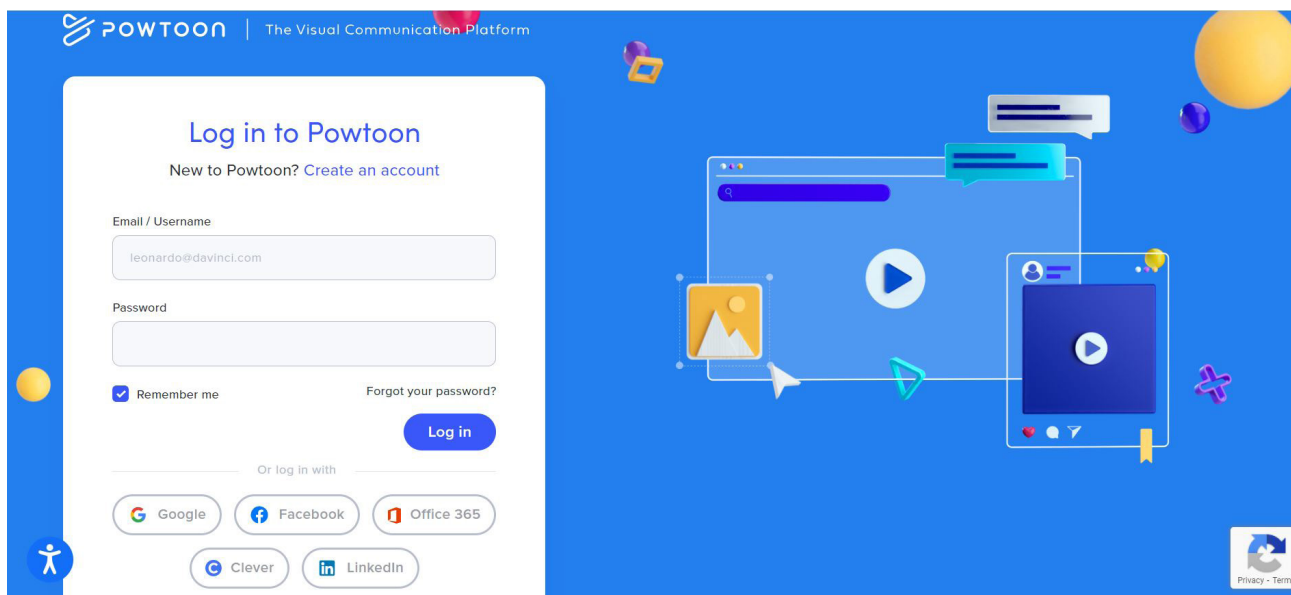 POWTOON | The Visual Communication Platform
Log in to Powtoon
New to Powtoon? Create an account
Email / Username
leonardo@davinci.com
Password
Remember me
Forgot your password?
Log in
Or log in with
Google
Facebook
Office 365
Clever
LinkedIn
Privacy - Term